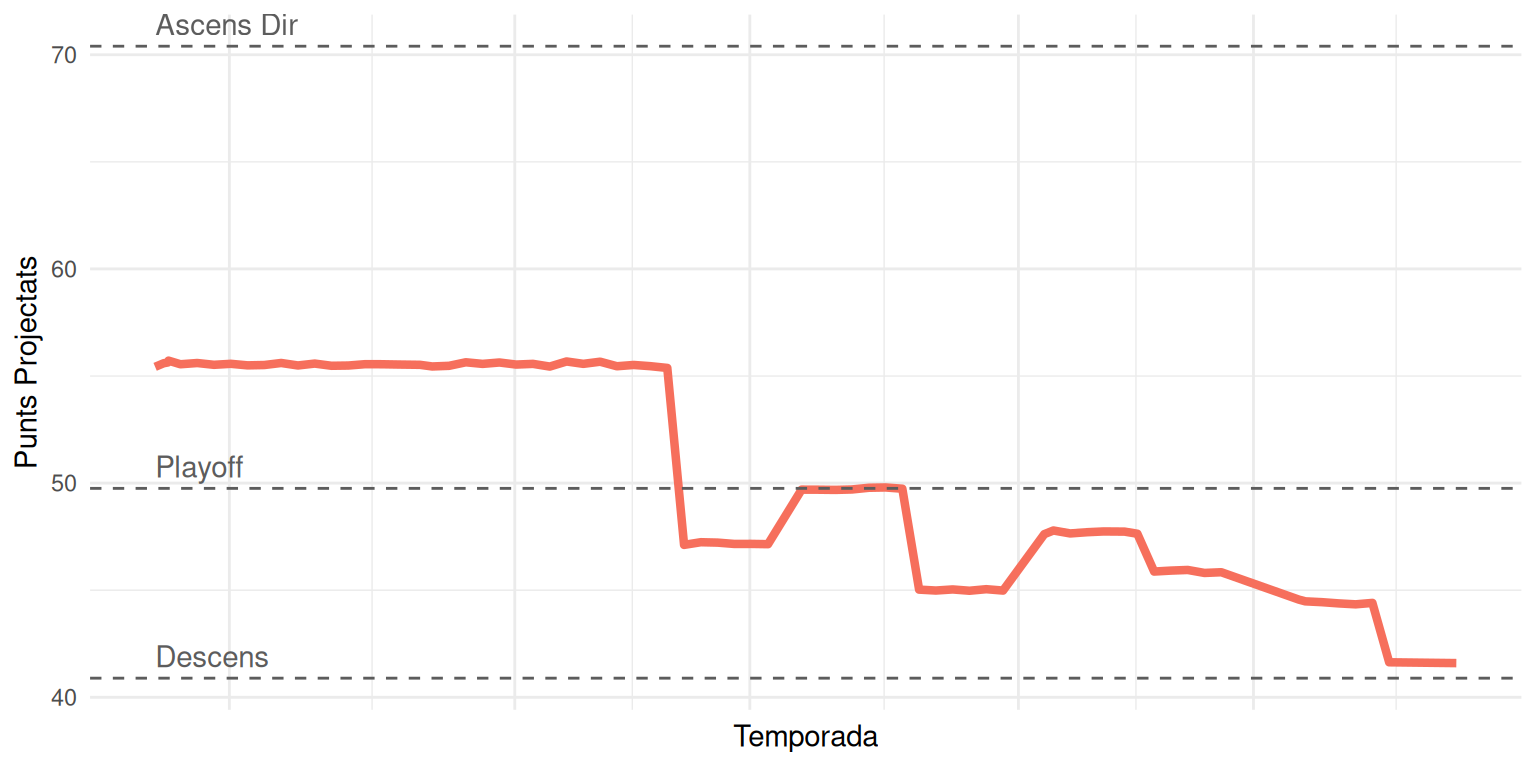 Ascens Dir
70
60
Punts Projectats
Playoff
50
Descens
40
Temporada